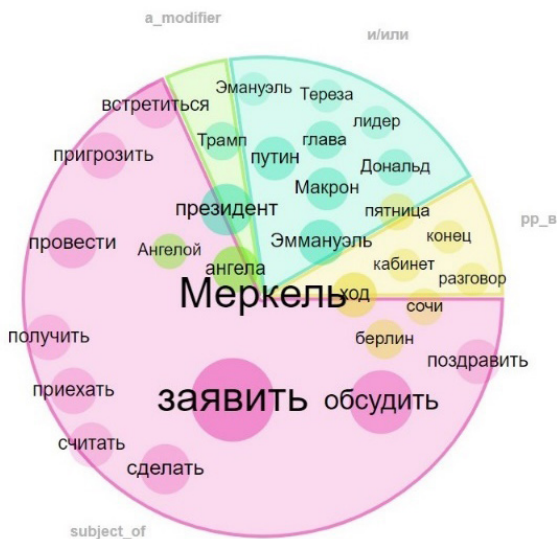 a_modifier
и/или
Эмануэль
Тереза
встретиться
лидер
Трамп
глава
путин
пригрозить
Дональд
Макрон
президент
пятница
pp_в
Эммануэль
конец
провести
Ангелой
кабинет
ангела
разговор
Меркель
ход
сочи
получить
берлин
поздравить
приехать
заявить
обсудить
считать
сделать
subject_of